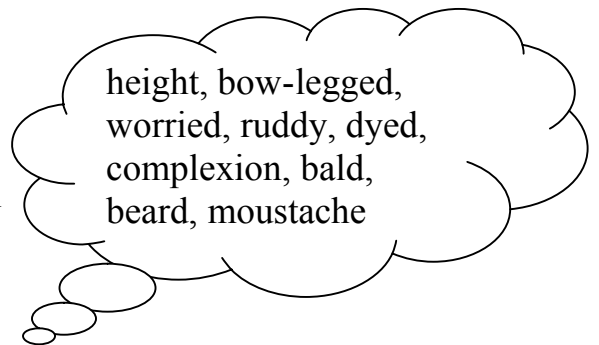 height, bow-legged,
worried, ruddy, dyed,
complexion, bald,
beard, moustache